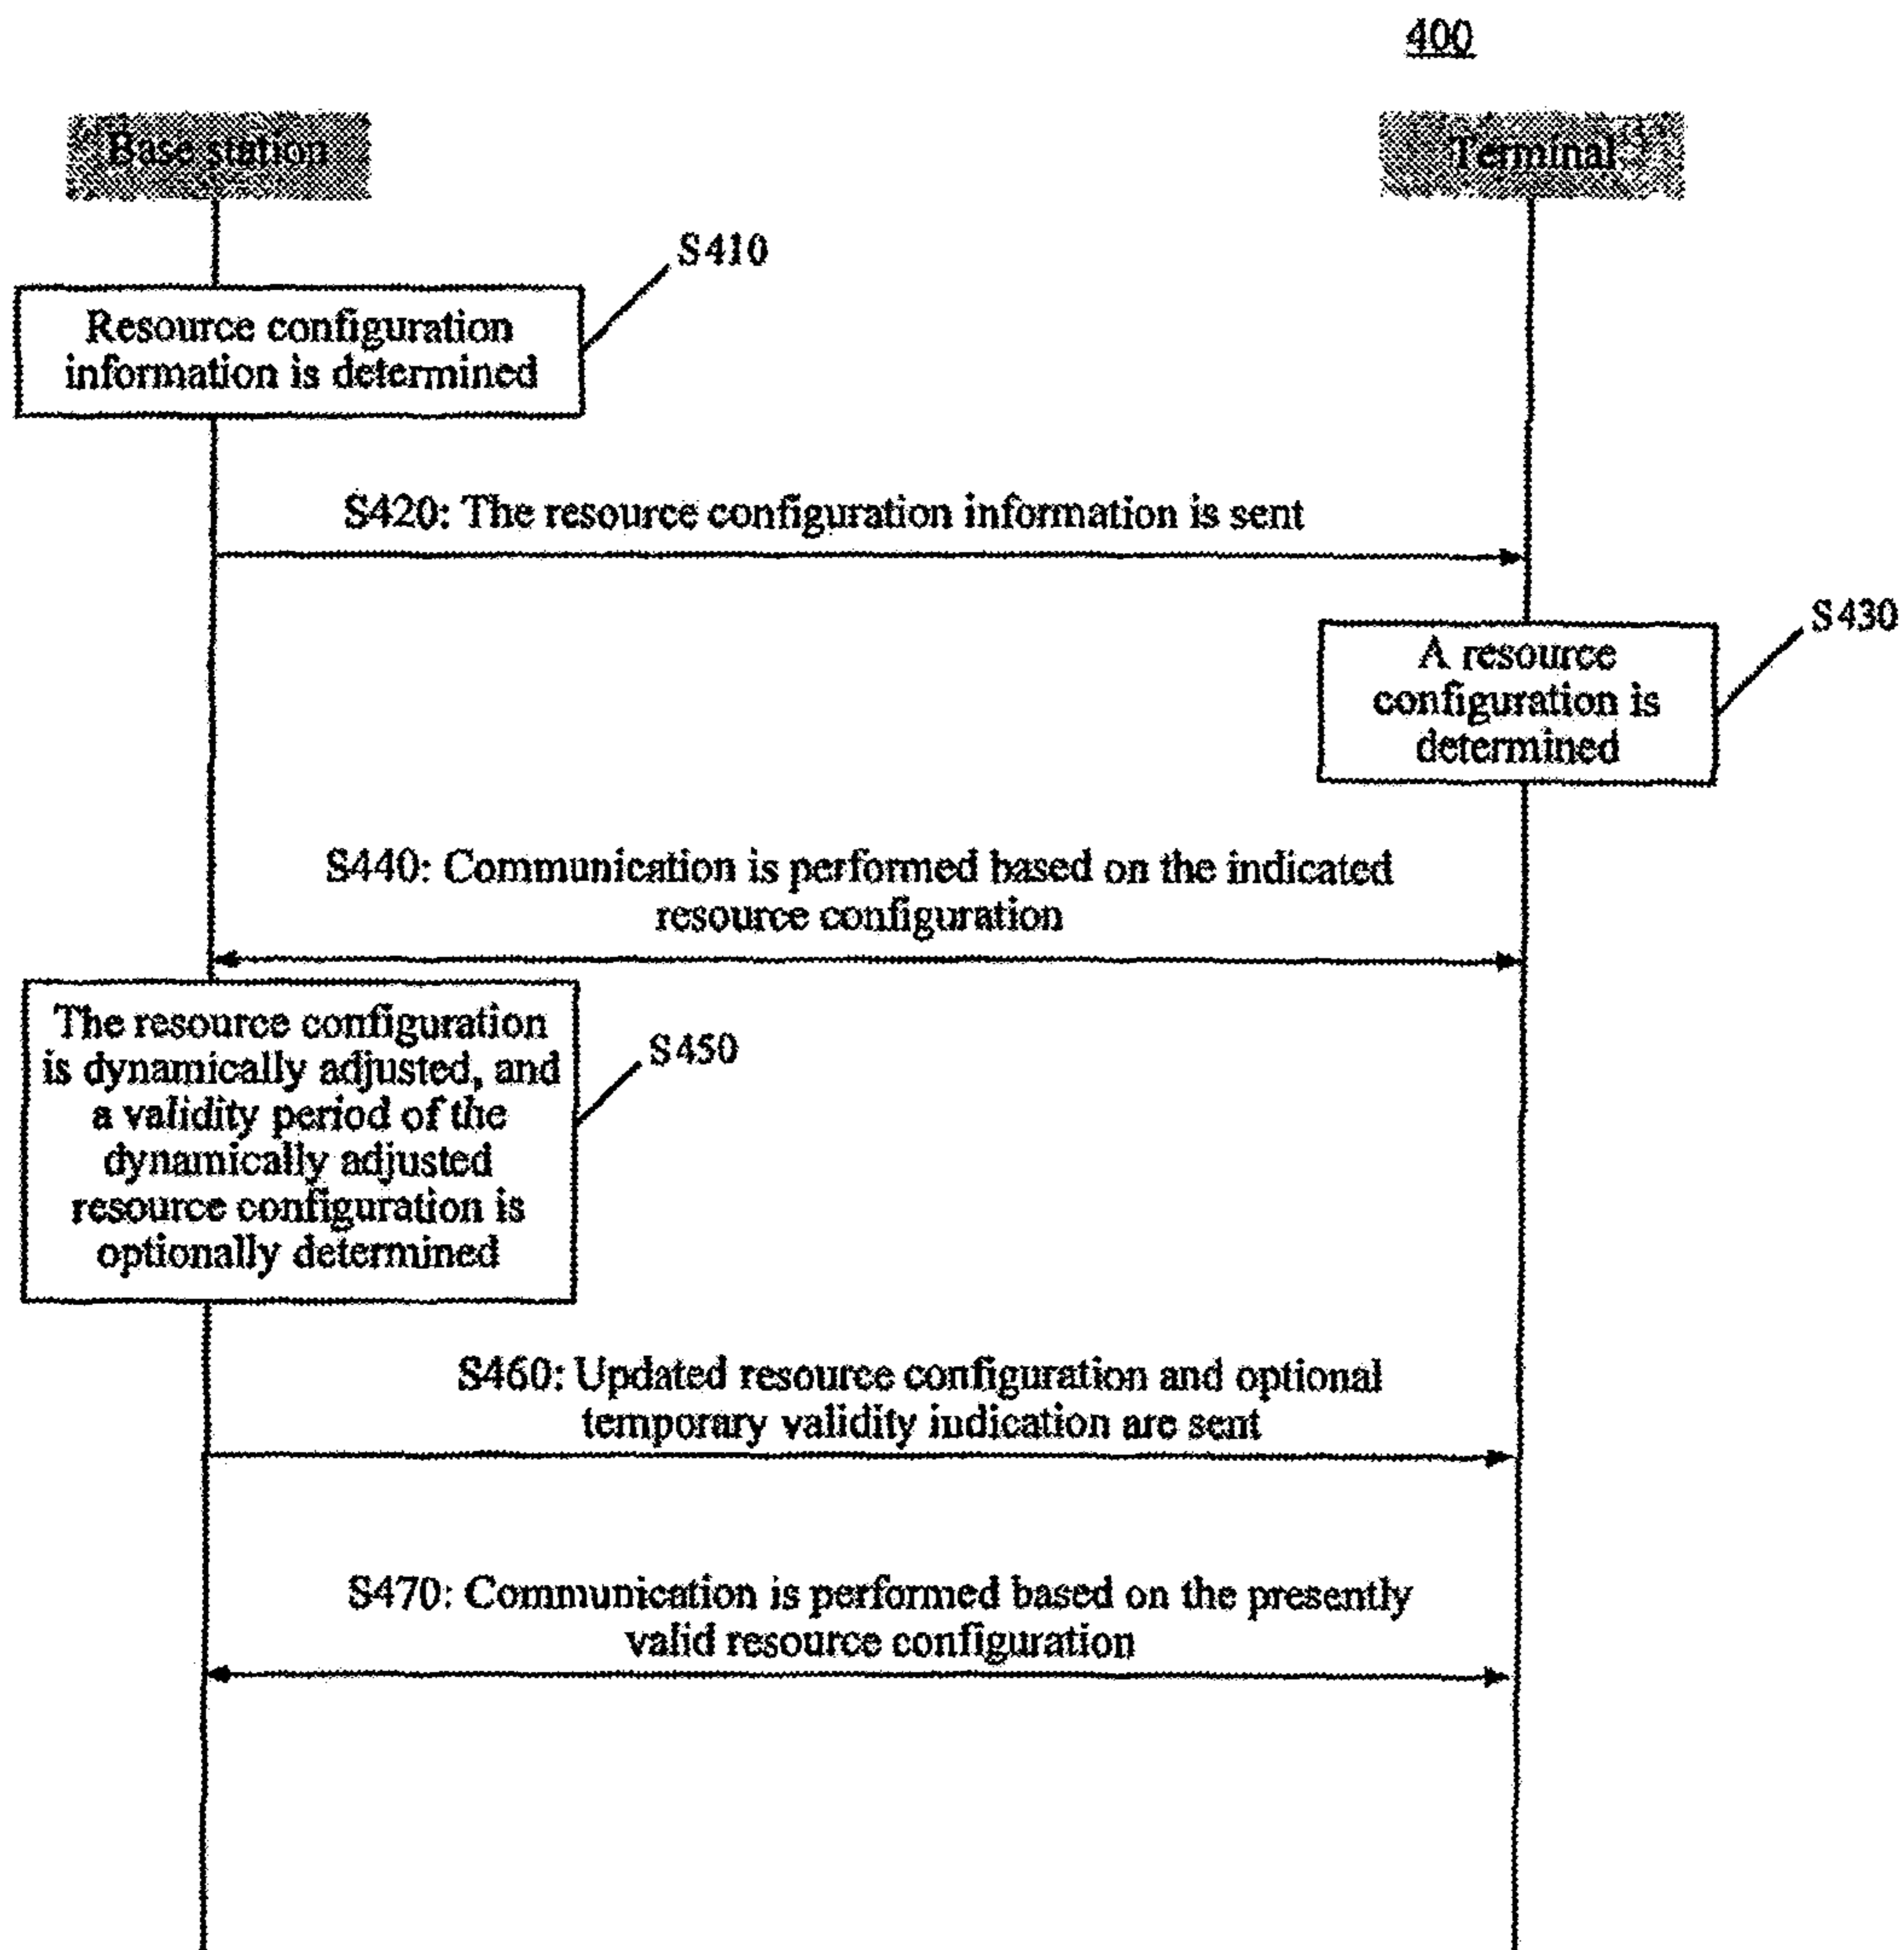 400
Base station
Terminal
S410
Resource configuration
information is determined
S420: The resource configuration information is sent
S430
A resource
configuration is
determined
S440: Communication is performed based on the indicated
resource configuration
The resource configuration
is dynamically adjusted, and
a validity period of the
dynamically adjusted
resource configuration is
optionally determined
S450
S460: Updated resource configuration and optional
temporary validity indication are sent
S470: Communication is performed based on the presently
valid resource configuration